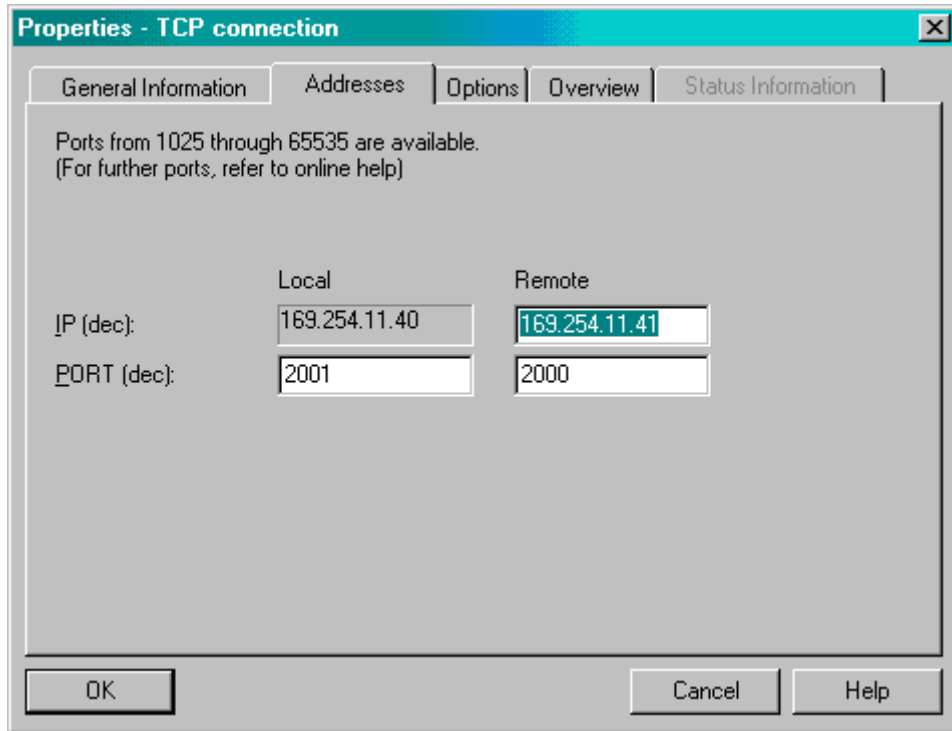 Properties - TCP connection
General Information Addresses Options Overview Status Information
Ports from 1025 through 65535 are available.
(For further ports, refer to online help)
Local Remote
IP (dec): 169.254.11.40 169.254.11.41
PORT (dec): 2001 2000
OK Cancel Help